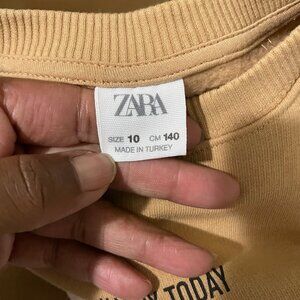 ZARA
SIZE 10 CM 140
MADE IN TURKEY
TODAY